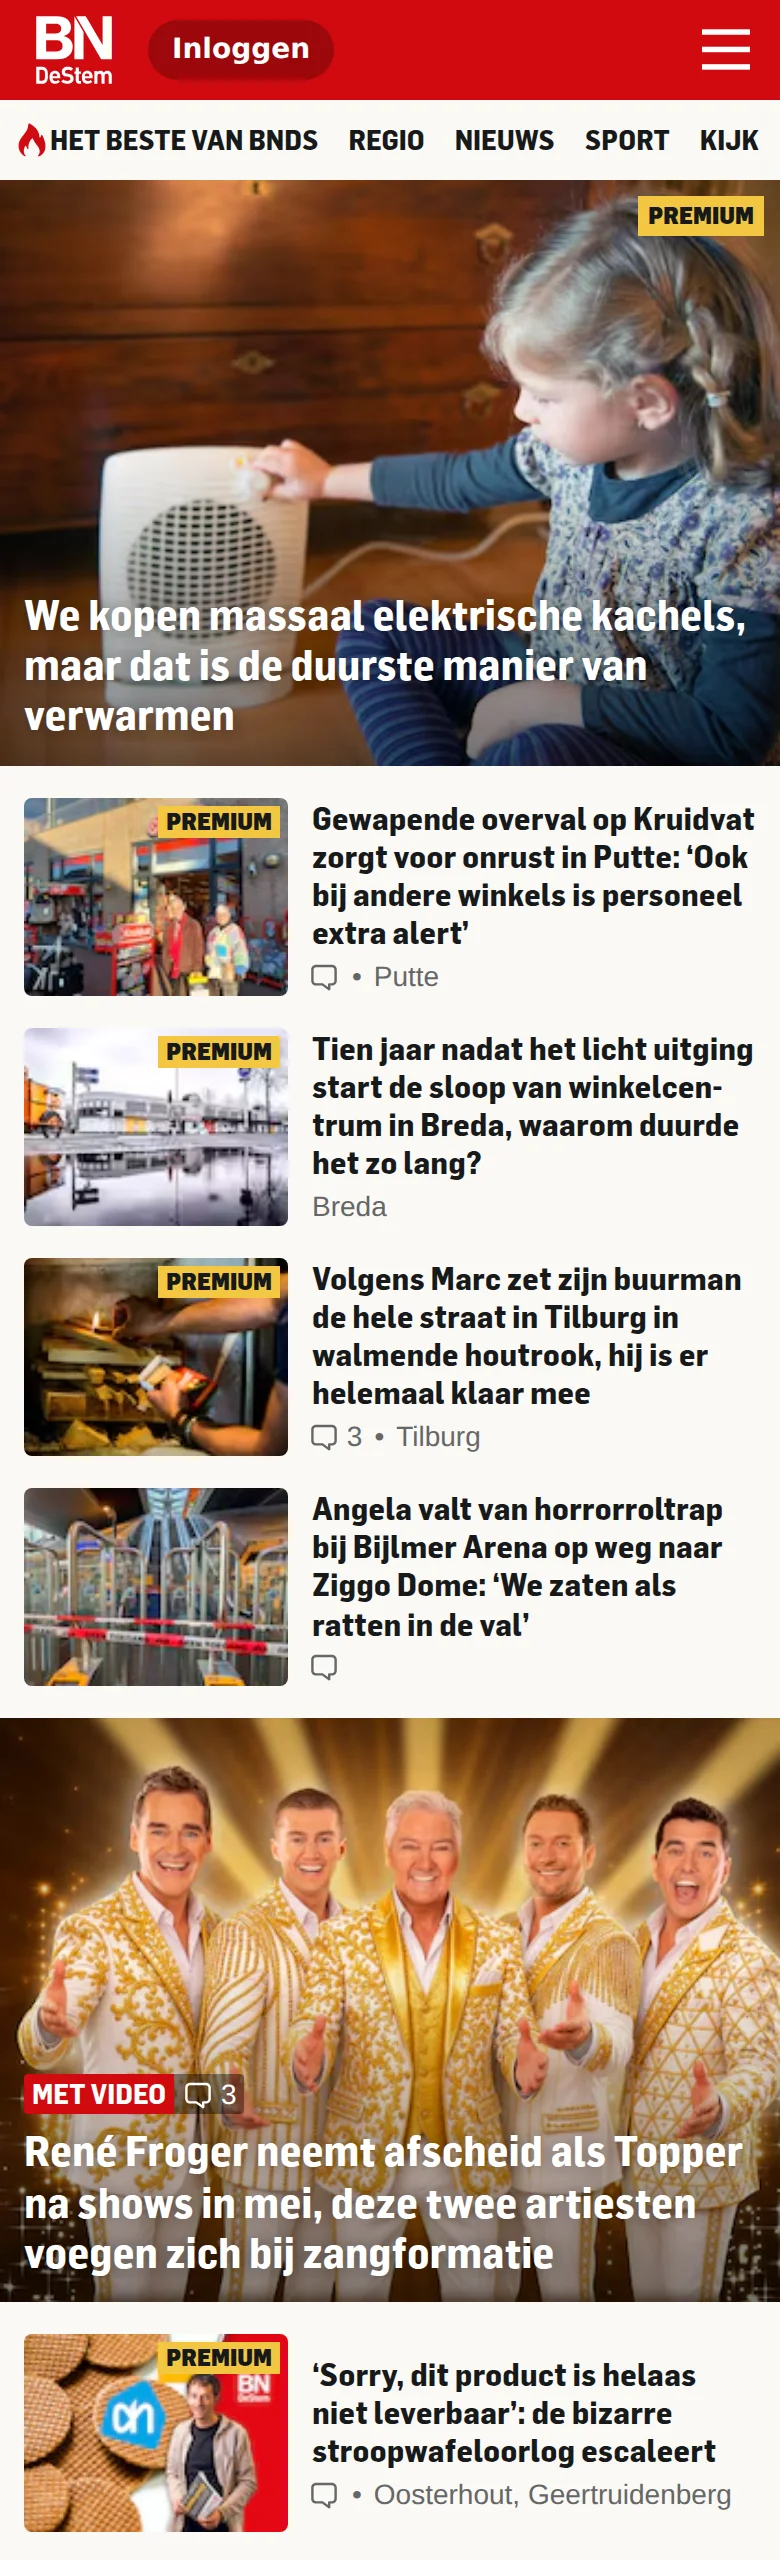 BN
DeStem
Inloggen
HET BESTE VAN BNDS REGIO NIEUWS SPORT KIJK
PREMIUM
We kopen massaal elektrische kachels,
maar dat is de duurste manier van
verwarmen
PREMIUM
Gewapende overval op Kruidvat
zorgt voor onrust in Putte: ‘Ook
bij andere winkels is personeel
extra alert’
• Putte
PREMIUM
Tien jaar nadat het licht uitging
start de sloop van winkelcen-
trum in Breda, waarom duurde
het zo lang?
Breda
PREMIUM
Volgens Marc zet zijn buurman
de hele straat in Tilburg in
walmende houtrook, hij is er
helemaal klaar mee
3 • Tilburg
Angela valt van horrorroltrap
bij Bijlmer Arena op weg naar
Ziggo Dome: ‘We zaten als
ratten in de val’
MET VIDEO 3
René Froger neemt afscheid als Topper
na shows in mei, deze twee artiesten
voegen zich bij zangformatie
PREMIUM
BN
DeStem
‘Sorry, dit product is helaas
niet leverbaar’: de bizarre
stroopwafeloorlog escaleert
• Oosterhout, Geertruidenberg